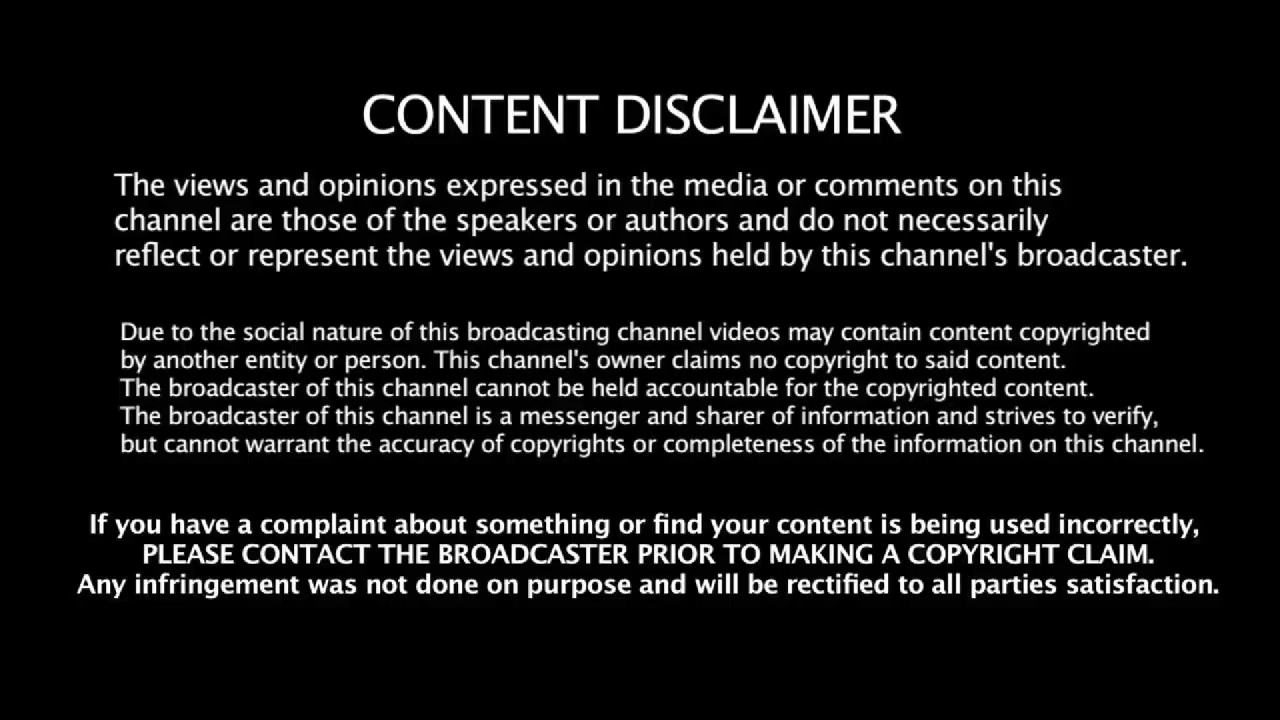 CONTENT DISCLAIMER
The views and opinions expressed in the media or comments on this
channel are those of the speakers or authors and do not necessarily
reflect or represent the views and opinions held by this channel's broadcaster.
Due to the social nature of this broadcasting channel videos may contain content copyrighted
by another entity or person. This channel's owner claims no copyright to said content.
The broadcaster of this channel cannot be held accountable for the copyrighted content.
The broadcaster of this channel is a messenger and sharer of information and strives to verify,
but cannot warrant the accuracy of copyrights or completeness of the information on this channel.
If you have a complaint about something or find your content is being used incorrectly,
PLEASE CONTACT THE BROADCASTER PRIOR TO MAKING A COPYRIGHT CLAIM.
Any infringement was not done on purpose and will be rectified to all parties satisfaction.